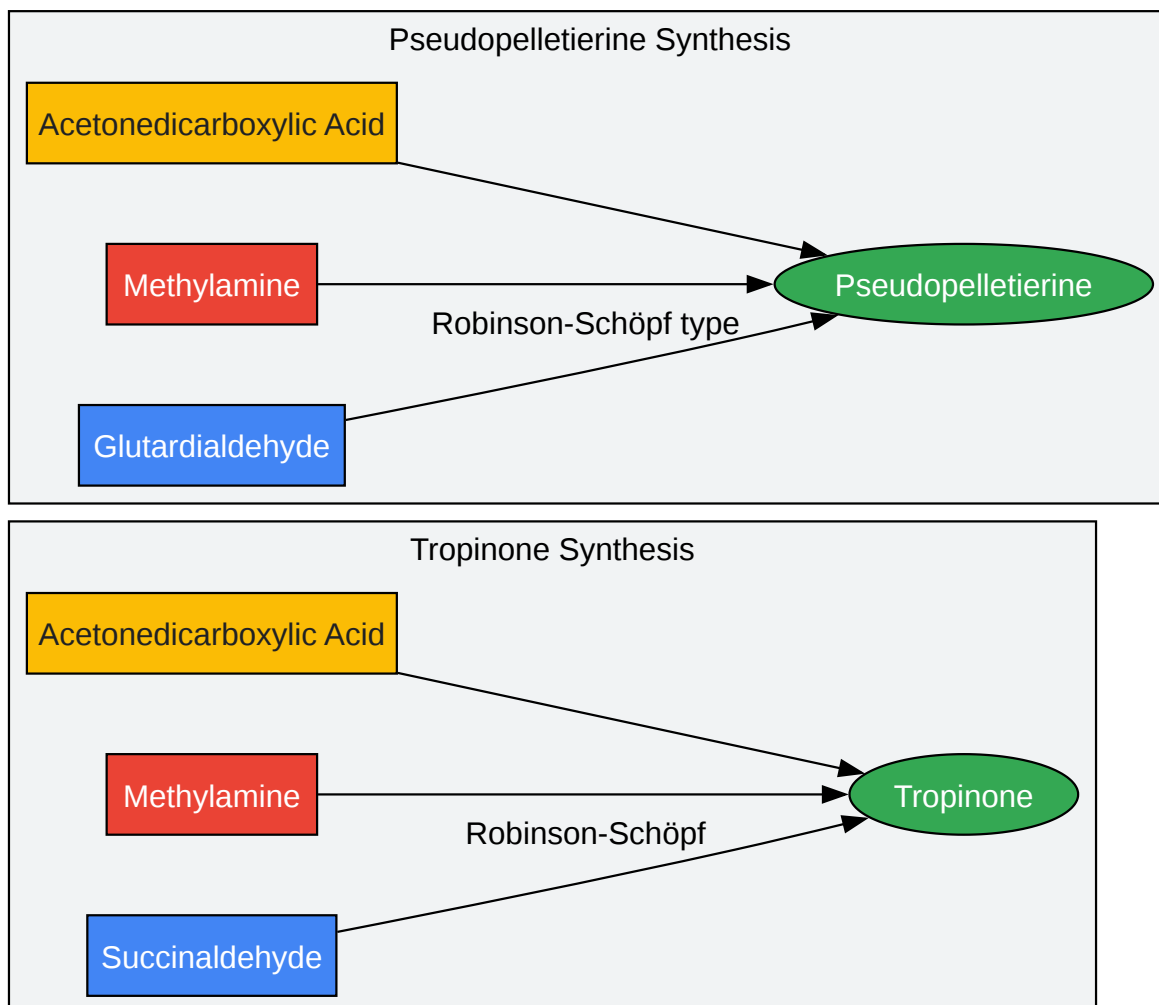 Pseudopelletierine Synthesis
Acetonedicarboxylic Acid
Methylamine
Pseudopelletierine
Robinson-Schöpf type
Glutardialdehyde
Tropinone Synthesis
Acetonedicarboxylic Acid
Methylamine
Tropinone
Robinson-Schöpf
Succinaldehyde